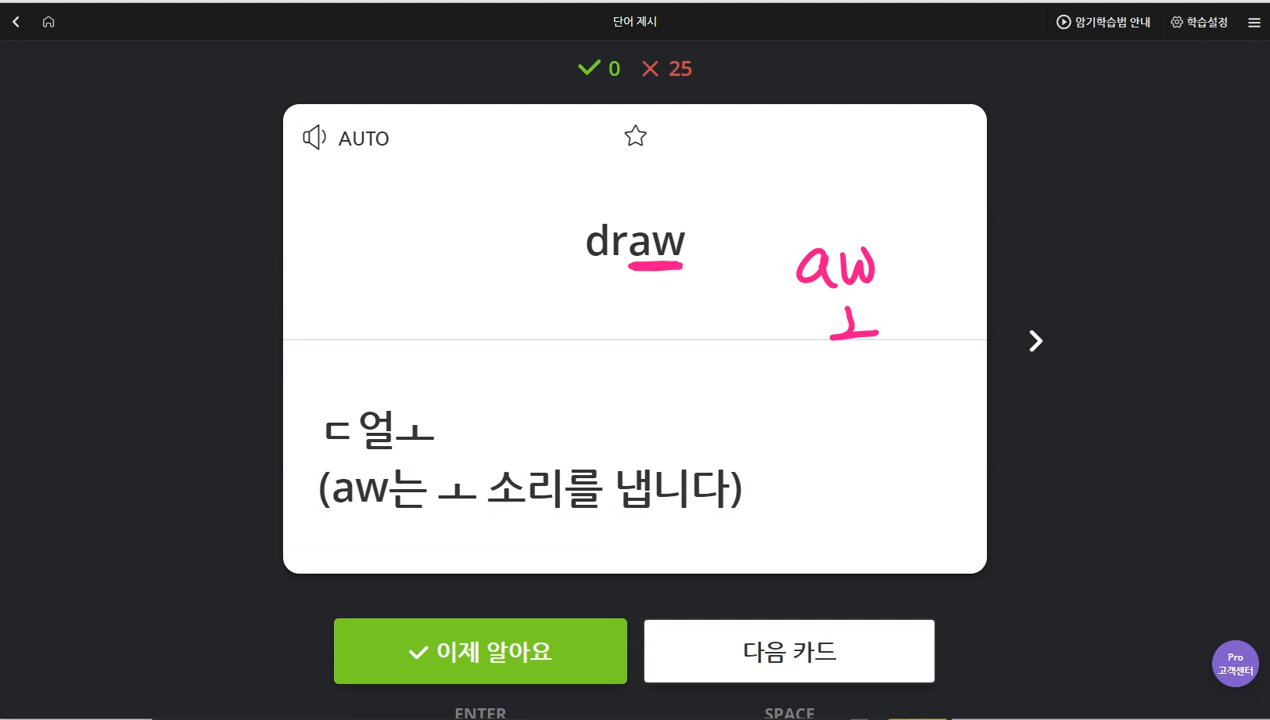 단어 제시
암기학습법 안내
학습설정
0
25
AUTO
draw
aw
ㅗ
ㄷ얼ㅗ
(aw는 ㅗ 소리를 냅니다)
이제 알아요
다음 카드
Pro
고객센터
ENTER
SPACE